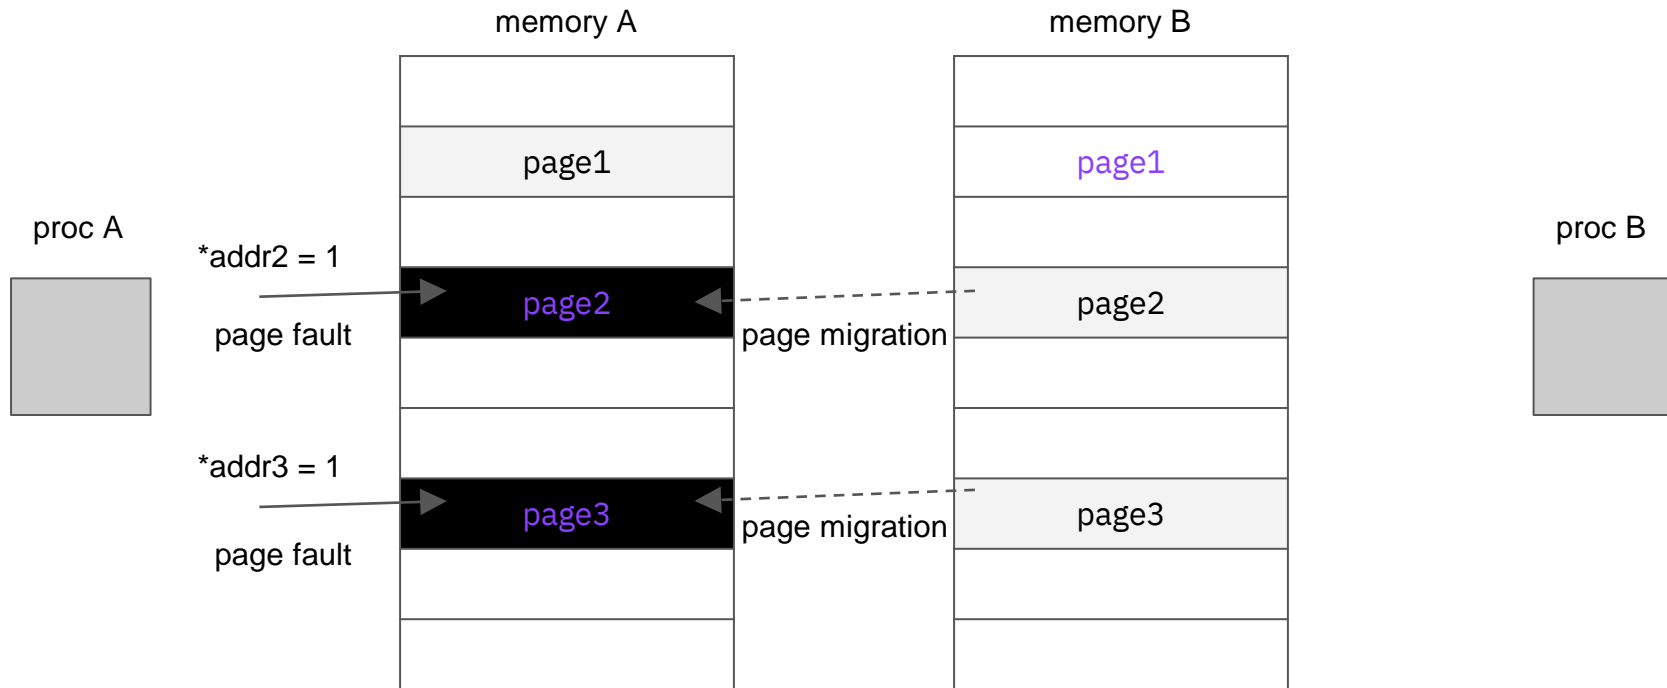 memory A
memory B
page1
page1
proc A
proc B
*addr2 = 1
page2
page2
page fault
page migration
*addr3 = 1
page3
page3
page migration
page fault